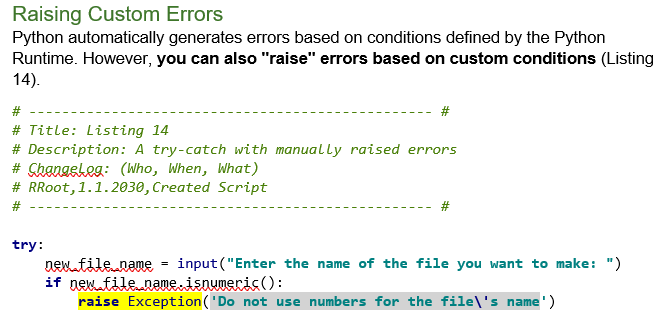 Raising Custom Errors
Python automatically generates errors based on conditions defined by the Python
Runtime. However, you can also "raise" errors based on custom conditions (Listing
14).
# ------------------------------------------------- #
# Title: Listing 14
# Description: A try-catch with manually raised errors
# ChangeLog: (Who, When, What)
# RRoot,1.1.2030,Created Script
# ------------------------------------------------- #
try:
    new_file_name = input("Enter the name of the file you want to make: ")
    if new_file_name.isnumeric():
        raise Exception('Do not use numbers for the file\'s name')